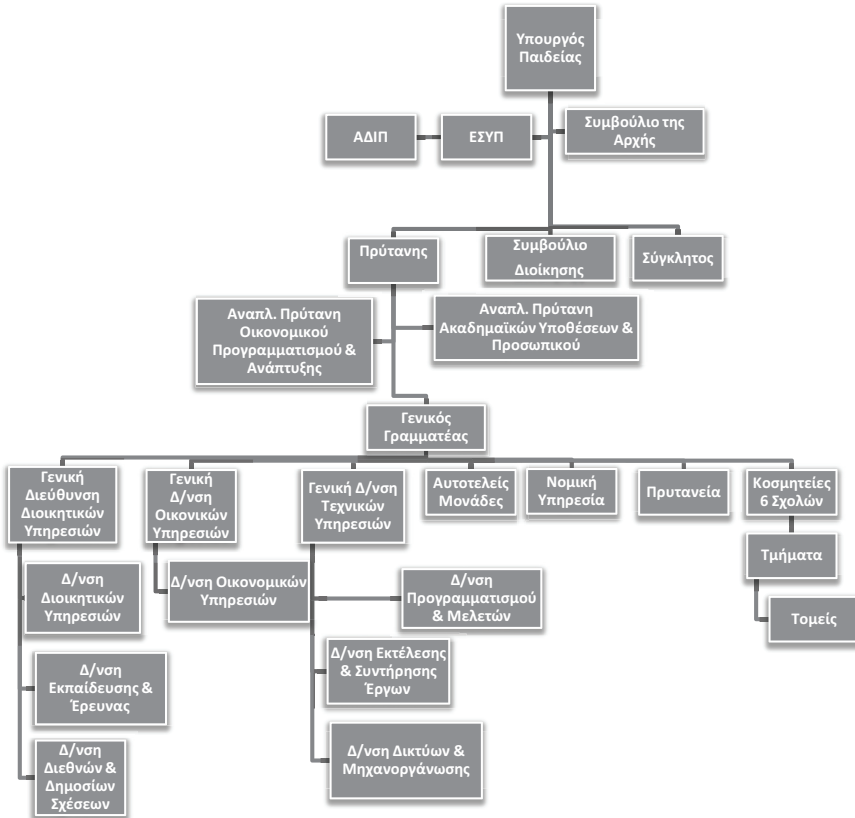 Υπουργός
Παιδείας
ΑΔΙΠ
ΕΣΥΠ
Συμβούλιο της
Αρχής
Πρύτανης
Συμβούλιο
Διοίκησης
Σύγκλητος
Αναπλ. Πρύτανη
Οικονομικού
Προγραμματισμού &
Ανάπτυξης
Αναπλ. Πρύτανη
Ακαδημαϊκών Υποθέσεων &
Προσωπικού
Γενικός
Γραμματέας
Γενική
Διεύθυνση
Διοικητικών
Υπηρεσιών
Γενική
Δ/νση
Οικονικών
Υπηρεσιών
Γενική Δ/νση
Τεχνικών
Υπηρεσιών
Αυτοτελείς
Μονάδες
Νομική
Υπηρεσία
Πρυτανεία
Κοσμητείες
6 Σχολών
Δ/νση
Διοικητικών
Υπηρεσιών
Δ/νση Οικονομικών
Υπηρεσιών
Δ/νση
Προγραμματισμού
& Μελετών
Τμήματα
Τομείς
Δ/νση
Εκπαίδευσης &
Έρευνας
Δ/νση Εκτέλεσης
& Συντήρησης
Έργων
Δ/νση
Διεθνών &
Δημοσίων
Σχέσεων
Δ/νση Δικτύων &
Μηχανοργάνωσης